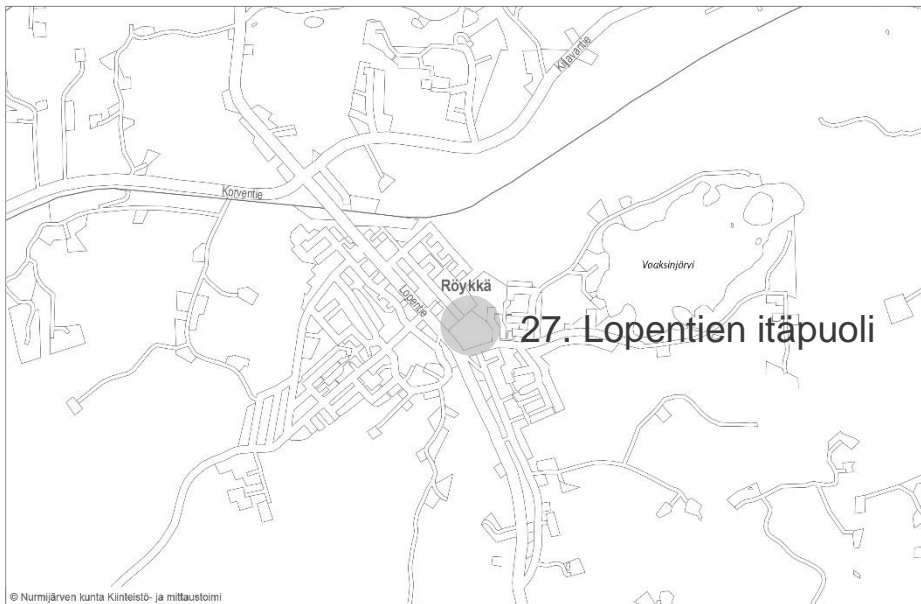 Kiljavantie
Korventie
Vaaksinjärvi
Röykkä
Lopentie
27. Lopentien itäpuoli
© Nurmijärven kunta Kiinteistö- ja mittaustoimi